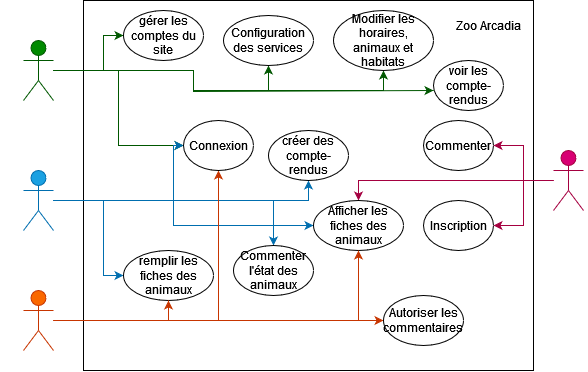 Zoo Arcadia
gérer les
comptes du
site
Configuration
des services
Modifier les
horaires,
animaux et
habitats
voir les
compte-
rendus
Connexion
créer des
compte-
rendus
Commenter
Afficher les
fiches des
animaux
Inscription
remplir les
fiches des
animaux
Commenter
l'état des
animaux
Autoriser les
commentaires